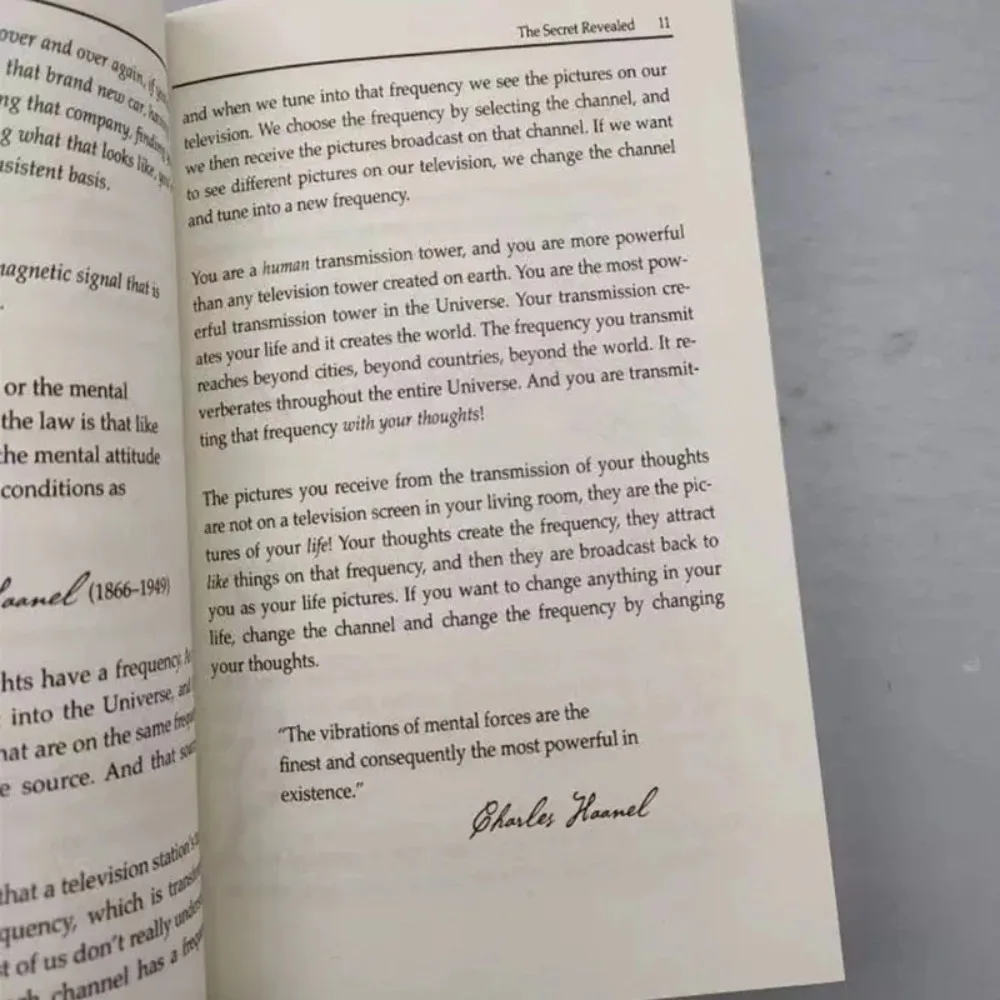 over and over again, if you
that brand new car, having
ng that company, finding
g what that looks like, you
sistent basis.
magnetic signal that is
.
or the mental
the law is that like
the mental attitude
conditions as
Haanel (1866–1949)
hts have a frequency.
into the Universe, and
hat are on the same
e source. And that
that a television station's
quency, which is
t of us don't really
channel has a
The Secret Revealed 11
and when we tune into that frequency we see the pictures on our
television. We choose the frequency by selecting the channel, and
we then receive the pictures broadcast on that channel. If we want
to see different pictures on our television, we change the channel
and tune into a new frequency.
You are a human transmission tower, and you are more powerful
than any television tower created on earth. You are the most pow-
erful transmission tower in the Universe. Your transmission cre-
ates your life and it creates the world. The frequency you transmit
reaches beyond cities, beyond countries, beyond the world. It re-
verberates throughout the entire Universe. And you are transmit-
ting that frequency with your thoughts!
The pictures you receive from the transmission of your thoughts
are not on a television screen in your living room, they are the pic-
tures of your life! Your thoughts create the frequency, they attract
like things on that frequency, and then they are broadcast back to
you as your life pictures. If you want to change anything in your
life, change the channel and change the frequency by changing
your thoughts.
"The vibrations of mental forces are the
finest and consequently the most powerful in
existence."
Charles Haanel